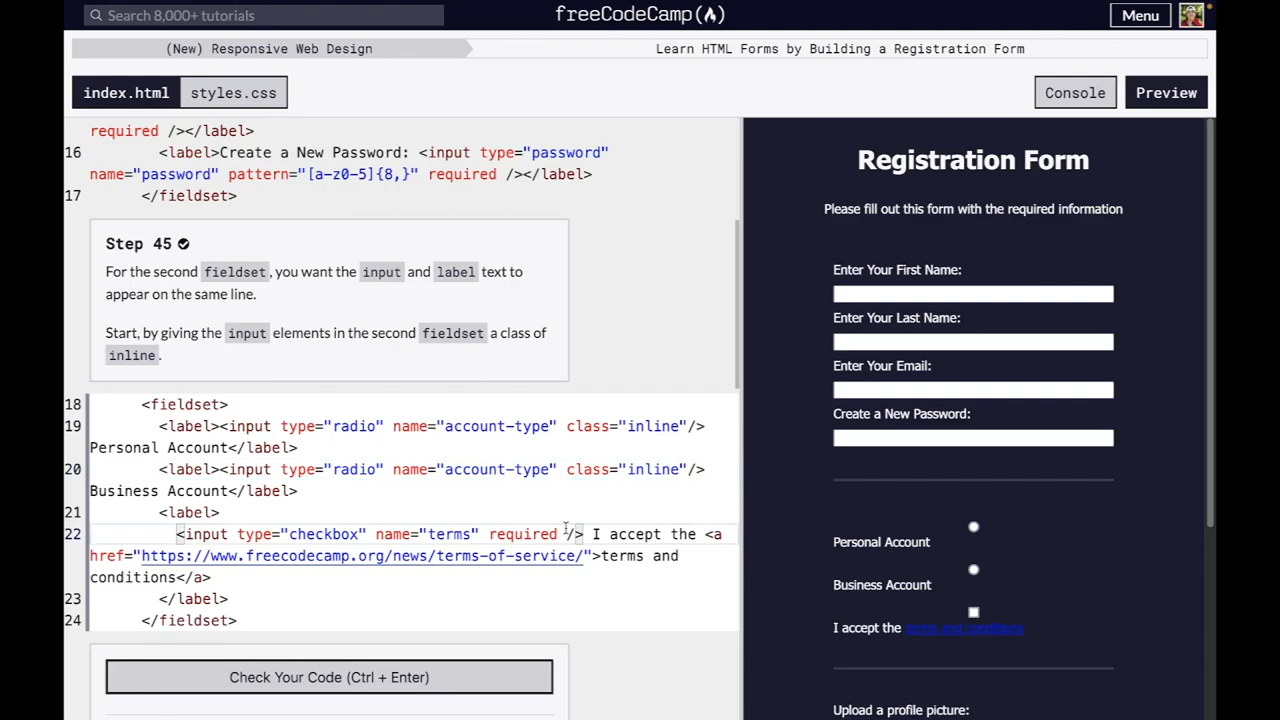 Search 8,000+ tutorials
freeCodeCamp
Menu
(New) Responsive Web Design
Learn HTML Forms by Building a Registration Form
index.html
styles.css
Console
Preview
required /></label>
16 <label>Create a New Password: <input type="password"
name="password" pattern="[a-z0-5]{8,}" required /></label>
17 </fieldset>
Step 45
For the second fieldset, you want the input and label text to
appear on the same line.
Start, by giving the input elements in the second fieldset a class of
inline.
18 <fieldset>
19 <label><input type="radio" name="account-type" class="inline"/>
Personal Account</label>
20 <label><input type="radio" name="account-type" class="inline"/>
Business Account</label>
21 <label>
22 <input type="checkbox" name="terms" required /> I accept the <a
href="https://www.freecodecamp.org/news/terms-of-service/">terms and
conditions</a>
23 </label>
24 </fieldset>
Check Your Code (Ctrl + Enter)
Registration Form
Please fill out this form with the required information
Enter Your First Name:
Enter Your Last Name:
Enter Your Email:
Create a New Password:
Personal Account
Business Account
I accept the terms and conditions
Upload a profile picture: